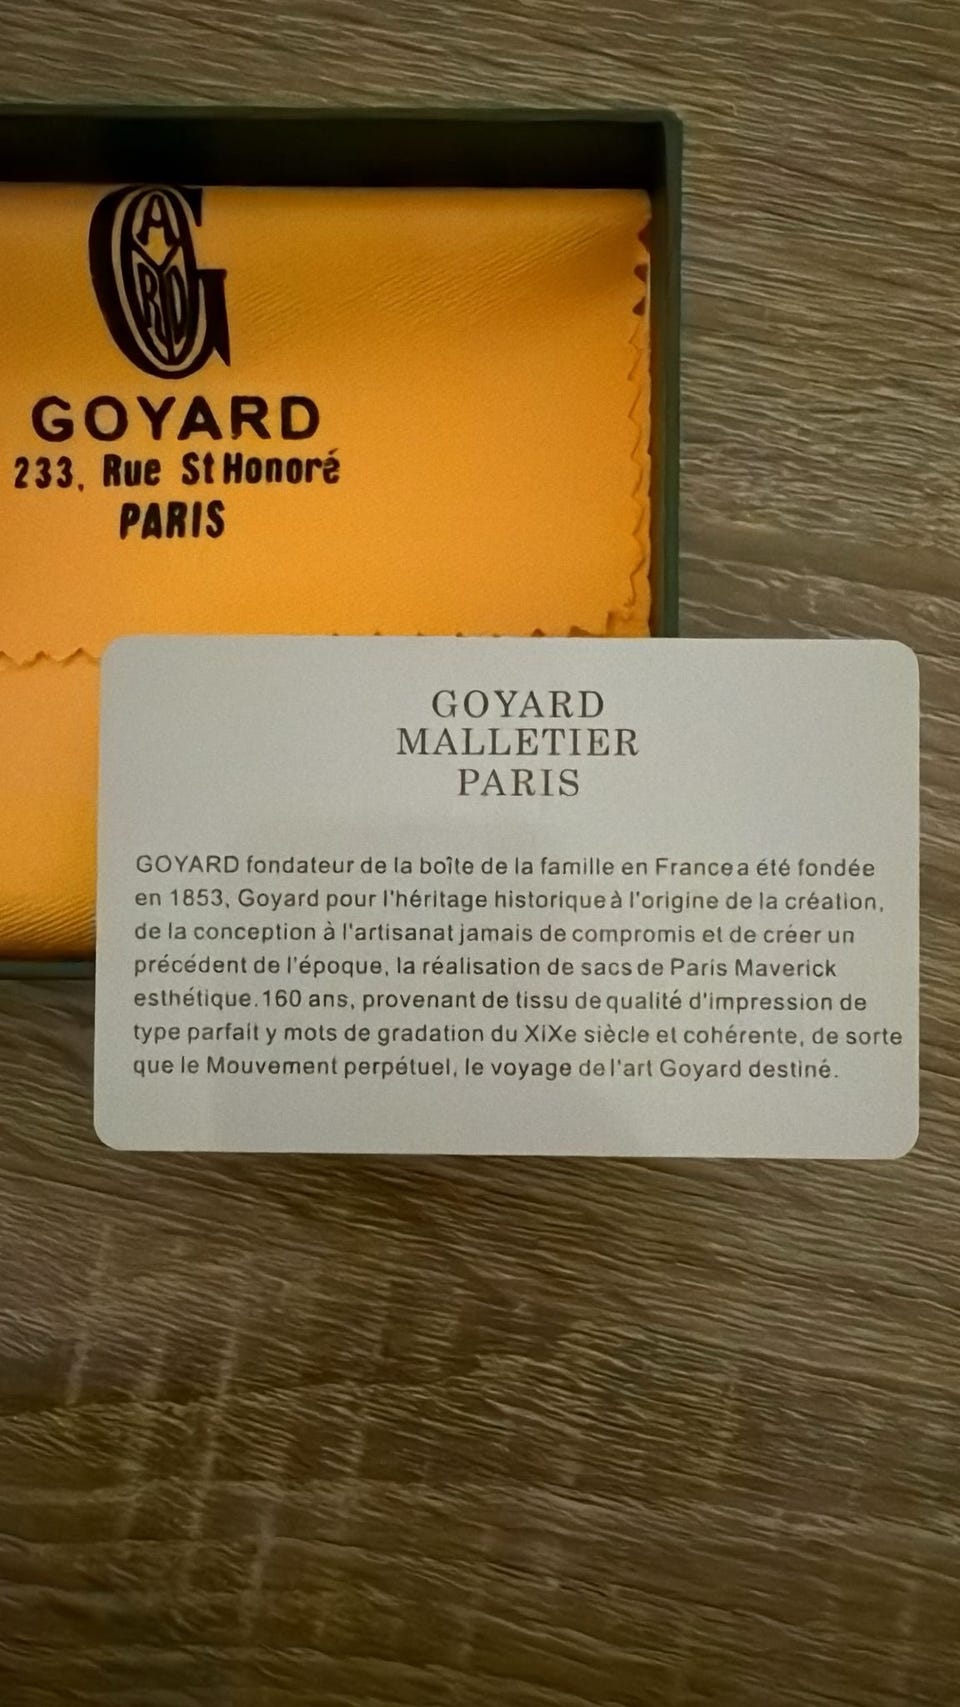 GOYARD
GOYARD
233, Rue St Honoré
PARIS
GOYARD
MALLETIER
PARIS
GOYARD fondateur de la boîte de la famille en France a été fondée
en 1853, Goyard pour l'héritage historique à l'origine de la création,
de la conception à l'artisanat jamais de compromis et de créer un
précédent de l'époque, la réalisation de sacs de Paris Maverick
esthétique.160 ans, provenant de tissu de qualité d'impression de
type parfait y mots de gradation du XiXe siècle et cohérente, de sorte
que le Mouvement perpétuel, le voyage de l'art Goyard destiné.